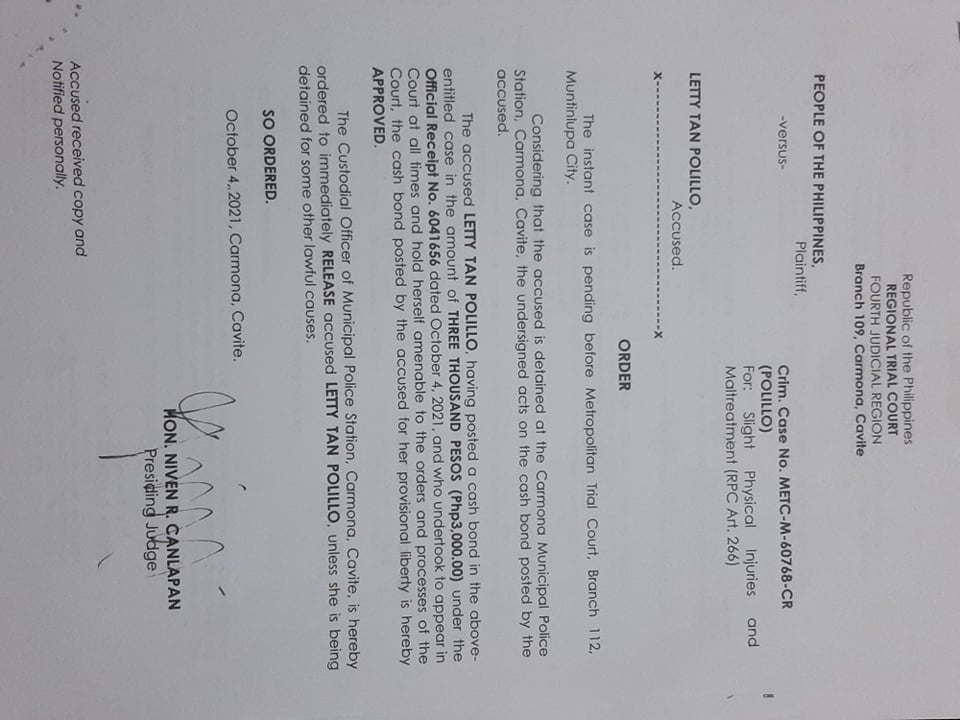 Republic of the Philippines
REGIONAL TRIAL COURT
FOURTH JUDICIAL REGION
Branch 109, Carmona, Cavite
PEOPLE OF THE PHILIPPINES,
Plaintiff,
-versus-
Crim. Case No. METC-M-60768-CR
(POLILLO)
For: Slight Physical Injuries and
Maltreatment (RPC Art. 266)
LETTY TAN POLILLO,
Accused.
x---------------------------------------x
ORDER
The instant case is pending before Metropolitan Trial Court, Branch 112,
Muntinlupa City.
Considering that the accused is detained at the Carmona Municipal Police
Station, Carmona, Cavite, the undersigned acts on the cash bond posted by the
accused.
The accused LETTY TAN POLILLO, having posted a cash bond in the above-
entitled case in the amount of THREE THOUSAND PESOS (Php3,000.00) under the
Official Receipt No. 6041656 dated October 4, 2021, and who undertook to appear in
Court at all times and hold herself amenable to the orders and processes of the
Court, the cash bond posted by the accused for her provisional liberty is hereby
APPROVED.
The Custodial Officer of Municipal Police Station, Carmona, Cavite, is hereby
ordered to immediately RELEASE accused LETTY TAN POLILLO, unless she is being
detained for some other lawful causes.
SO ORDERED.
October 4, 2021, Carmona, Cavite.
HON. NIVEN R. CANLAPAN
Presiding Judge
Accused received copy and
Notified personally.